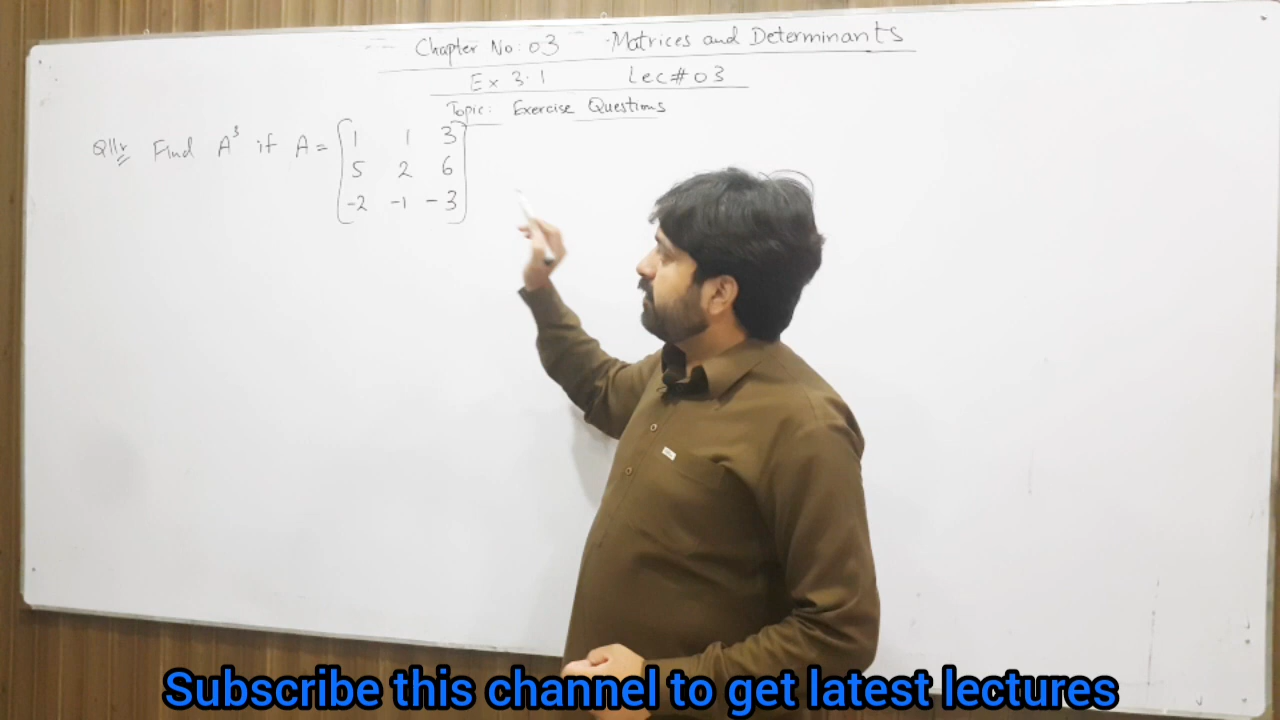 Chapter No: 03 Matrices and Determinants
Ex 3.1 Lec# 03
Topic: Exercise Questions
Q11: Find A³ if A = [1 1 3
5 2 6
-2 -1 -3]
Subscribe this channel to get latest lectures